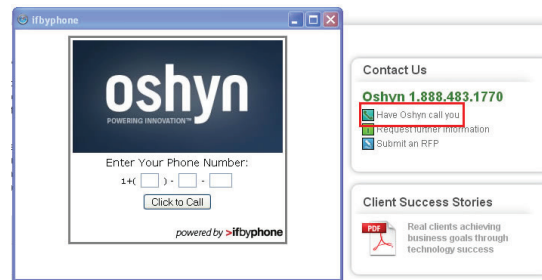 ifbyphone
oshyn
POWERING INNOVATION™
Enter Your Phone Number:
1+( ) - -
Click to Call
powered by >ifbyphone
Contact Us
Oshyn 1.888.483.1770
Have Oshyn call you
Request further information
Submit an RFP
Client Success Stories
PDF
Real clients achieving
business goals through
technology success